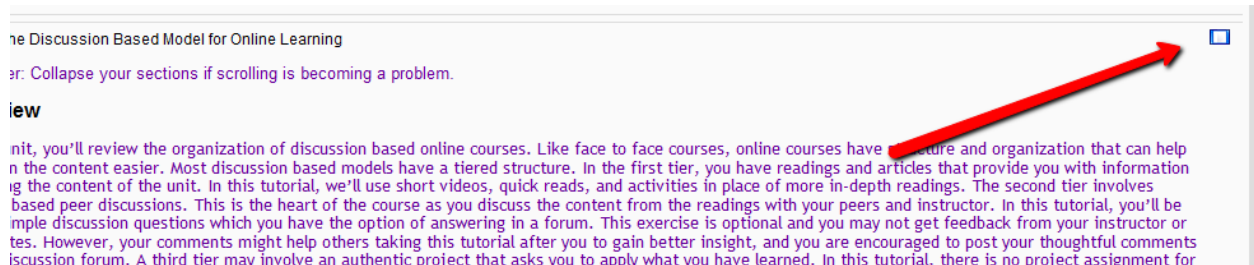 ne Discussion Based Model for Online Learning
er: Collapse your sections if scrolling is becoming a problem.
iew
unit, you'll review the organization of discussion based online courses. Like face to face courses, online courses have structure and organization that can help
n the content easier. Most discussion based models have a tiered structure. In the first tier, you have readings and articles that provide you with information
ng the content of the unit. In this tutorial, we'll use short videos, quick reads, and activities in place of more in-depth readings. The second tier involves
based peer discussions. This is the heart of the course as you discuss the content from the readings with your peers and instructor. In this tutorial, you'll be
imple discussion questions which you have the option of answering in a forum. This exercise is optional and you may not get feedback from your instructor or
tes. However, your comments might help others taking this tutorial after you to gain better insight, and you are encouraged to post your thoughtful comments
iscussion forum. A third tier may involve an authentic project that asks you to apply what you have learned. In this tutorial, there is no project assignment for